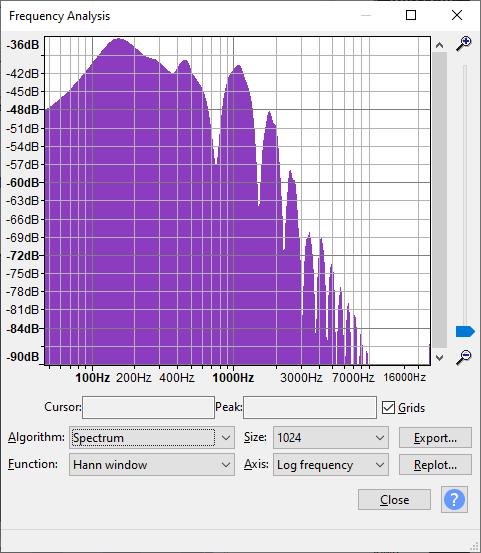 Frequency Analysis
-36dB
-42dB
-45dB
-48dB
-51dB
-54dB
-57dB
-60dB
-63dB
-66dB
-69dB
-72dB
-75dB
-78dB
-81dB
-84dB
-90dB
100Hz 200Hz 400Hz 1000Hz 3000Hz 70000Hz 16000Hz
Cursor: Peak: Grids
Algorithm: Spectrum Size: 1024 Export...
Function: Hann window Axis: Log frequency Replot...
Close ?